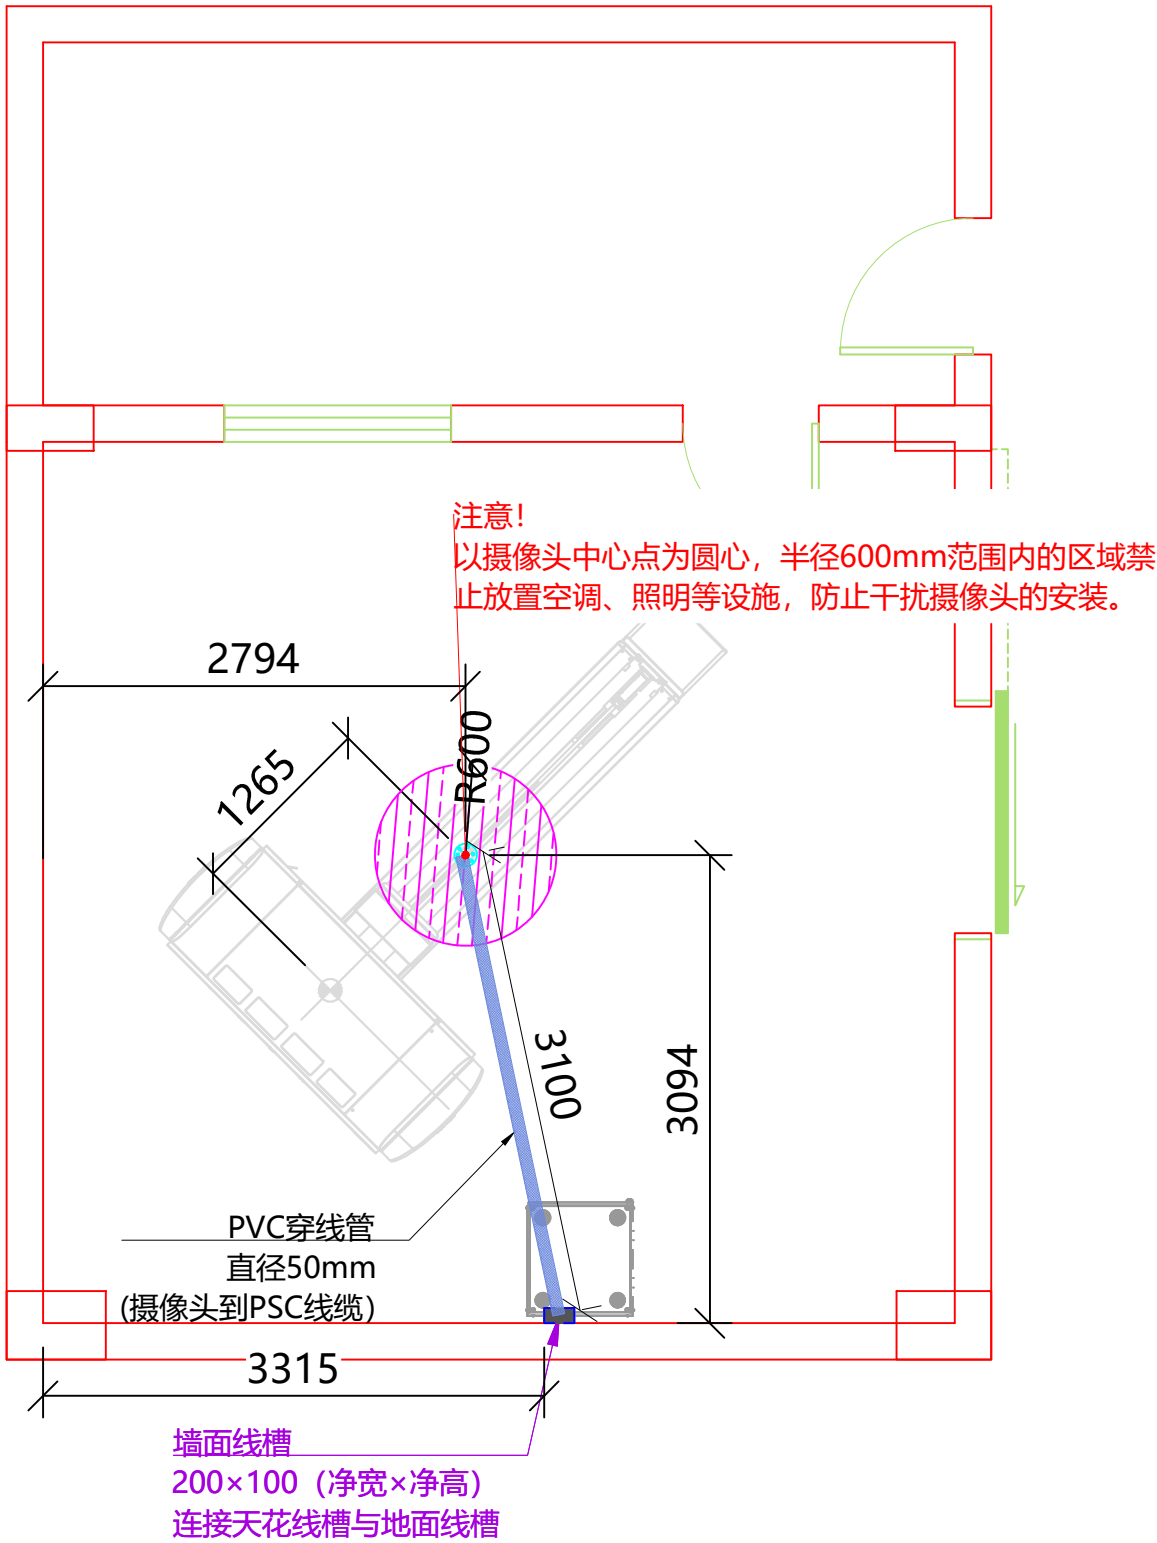 注意！
以摄像头中心点为圆心，半径600mm范围内的区域禁
止放置空调、照明等设施，防止干扰摄像头的安装。
2794
R600
1265
3100
3094
PVC穿线管
直径50mm
(摄像头到PSC线缆）
3315
墙面线槽
200×100（净宽×净高）
连接天花线槽与地面线槽